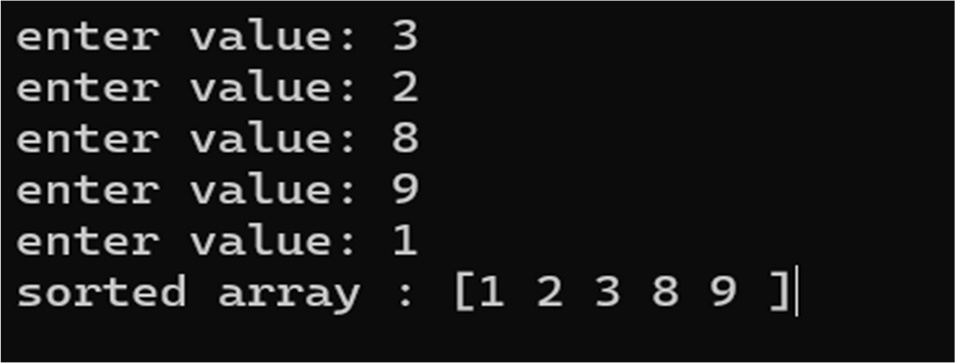 enter value: 3
enter value: 2
enter value: 8
enter value: 9
enter value: 1
sorted array : [1 2 3 8 9 ]